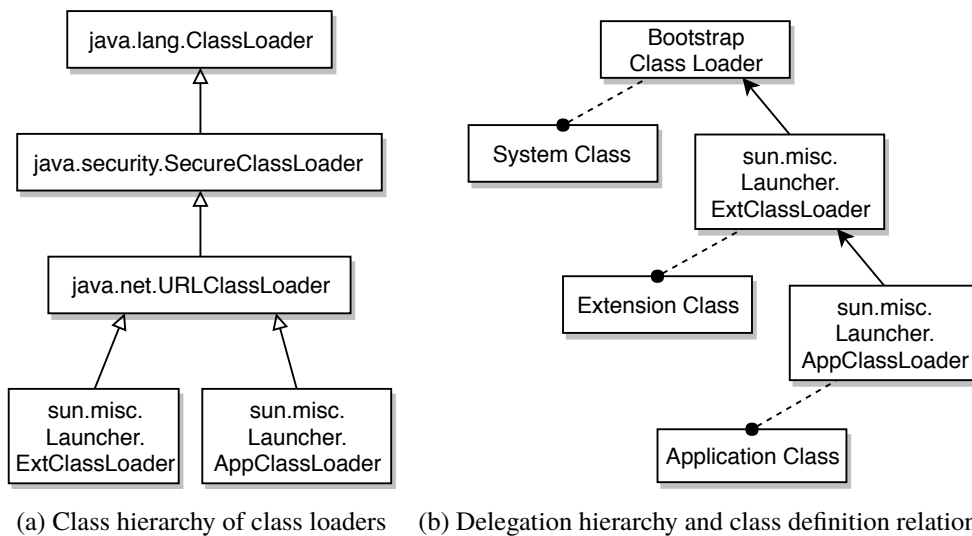 java.lang.ClassLoader
java.security.SecureClassLoader
java.net.URLClassLoader
sun.misc.
Launcher.
ExtClassLoader
sun.misc.
Launcher.
AppClassLoader
(a) Class hierarchy of class loaders
Bootstrap
Class Loader
System Class
sun.misc.
Launcher.
ExtClassLoader
Extension Class
sun.misc.
Launcher.
AppClassLoader
Application Class
(b) Delegation hierarchy and class definition relation